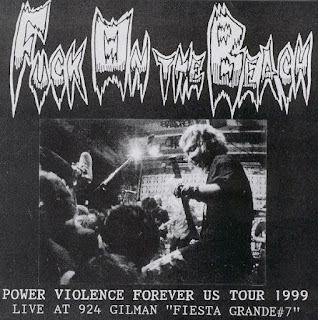 FUCK ON THE BEACH
POWER VIOLENCE FOREVER US TOUR 1999
LIVE AT 924 GILMAN "FIESTA GRANDE#7"